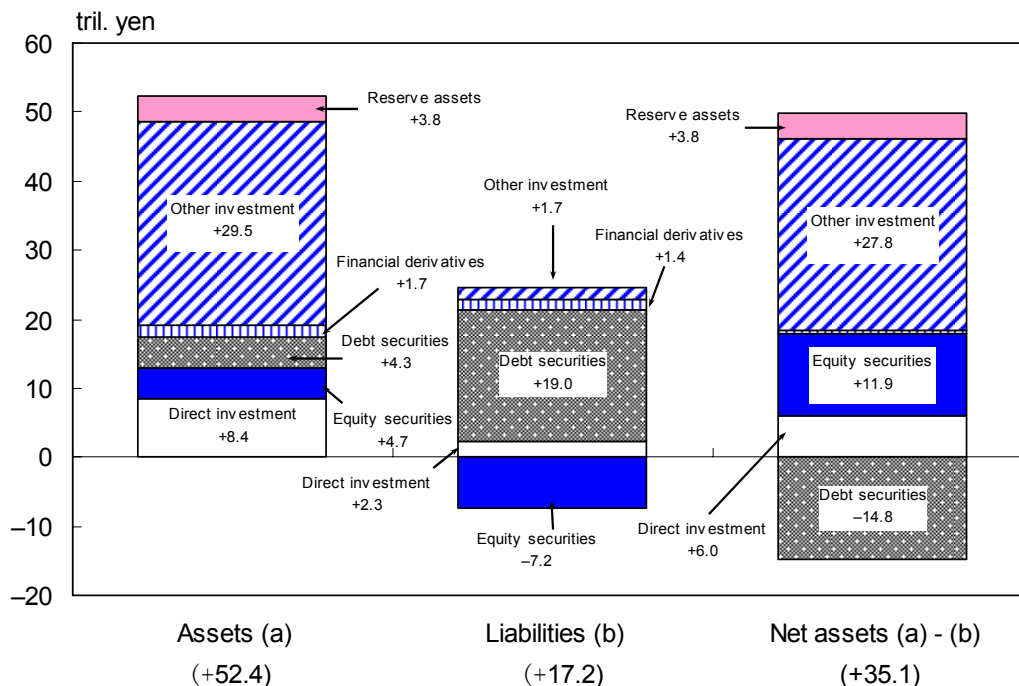 tril. yen
60
50
40
30
20
10
0
–10
–20
Reserve assets
+3.8
Other investment
+29.5
Financial derivatives
+1.7
Debt securities
+4.3
Equity securities
+4.7
Direct investment
+8.4
Other investment
+1.7
Financial derivatives
+1.4
Debt securities
+19.0
Direct investment
+2.3
Equity securities
–7.2
Reserve assets
+3.8
Other investment
+27.8
Equity securities
+11.9
Direct investment
+6.0
Debt securities
–14.8
Assets (a)
(+52.4)
Liabilities (b)
(+17.2)
Net assets (a) - (b)
(+35.1)